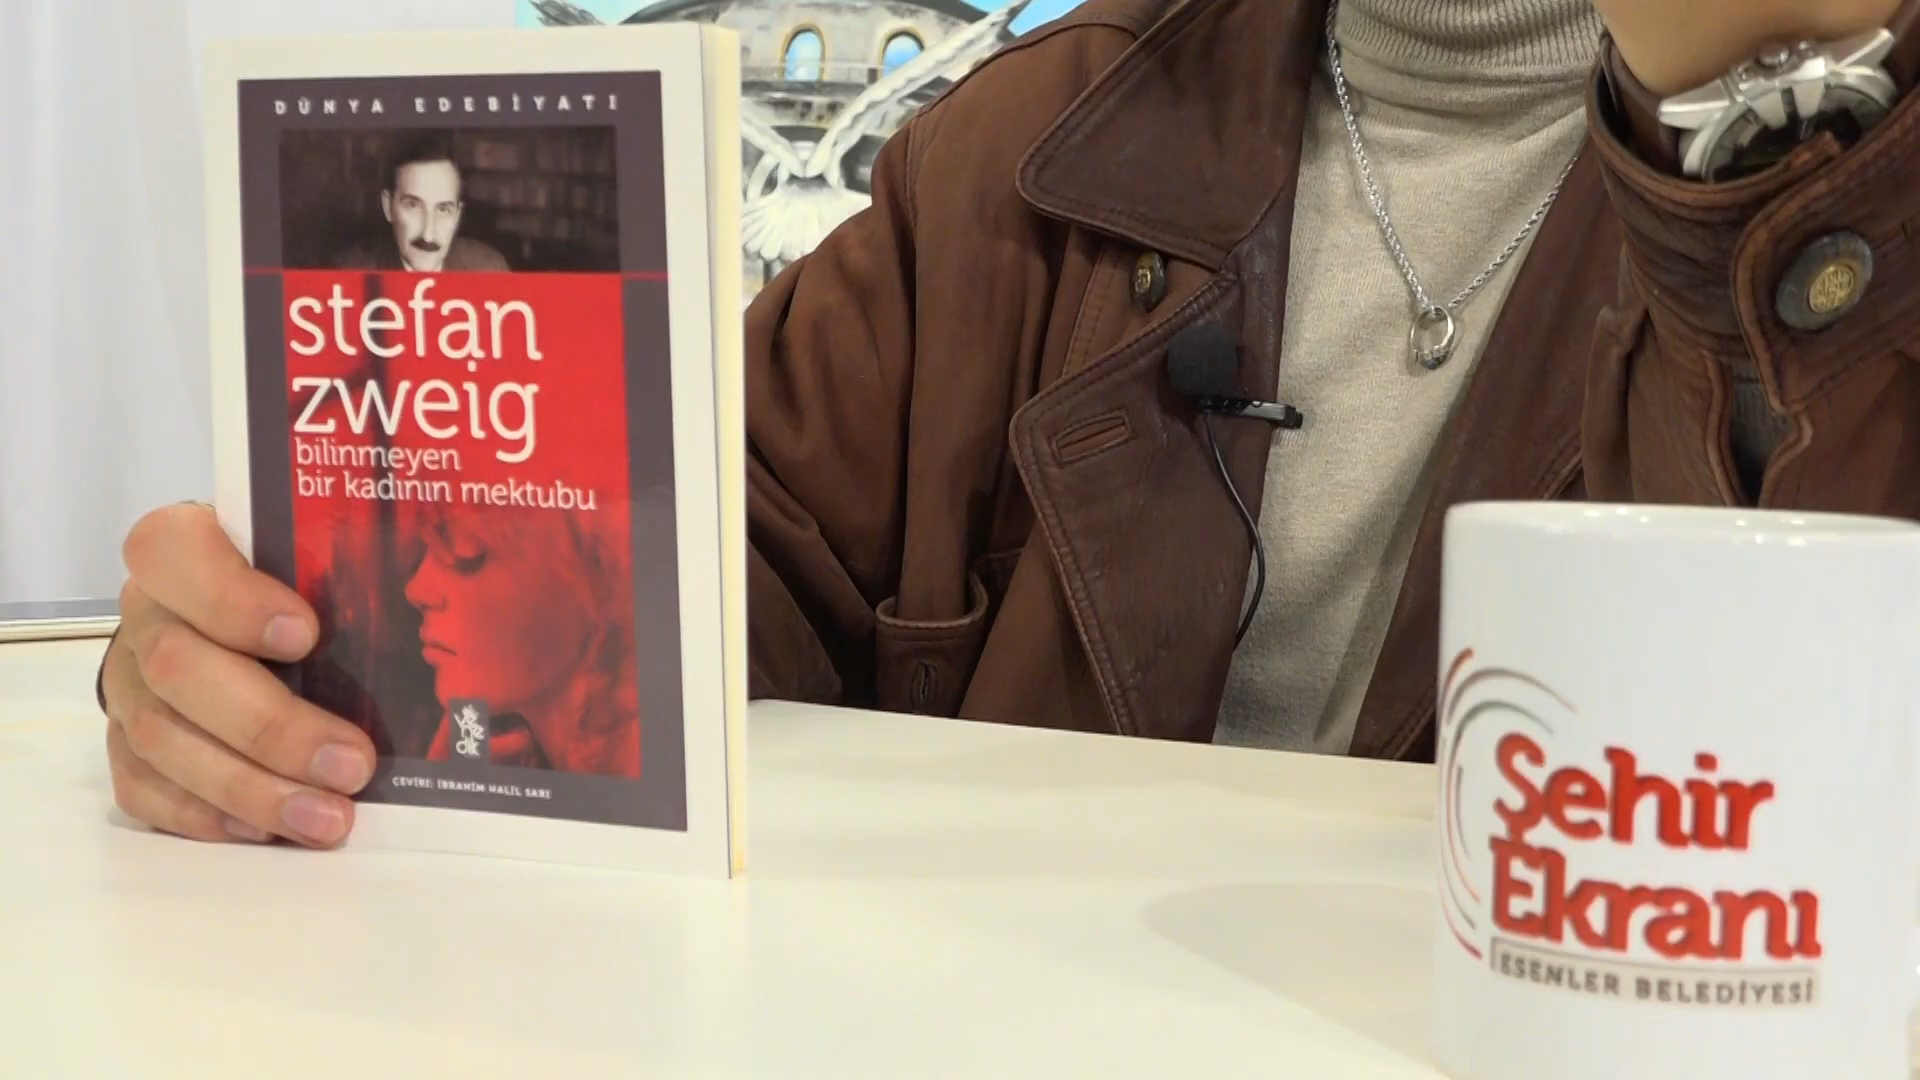 DÜNYA EDEBİYATI
stefan
zweig
bilinmeyen
bir kadının mektubu
venedik
ÇEVİRİ: İBRAHİM HALİL SARI
Şehir
Ekranı
ESENLER BELEDİYESİ